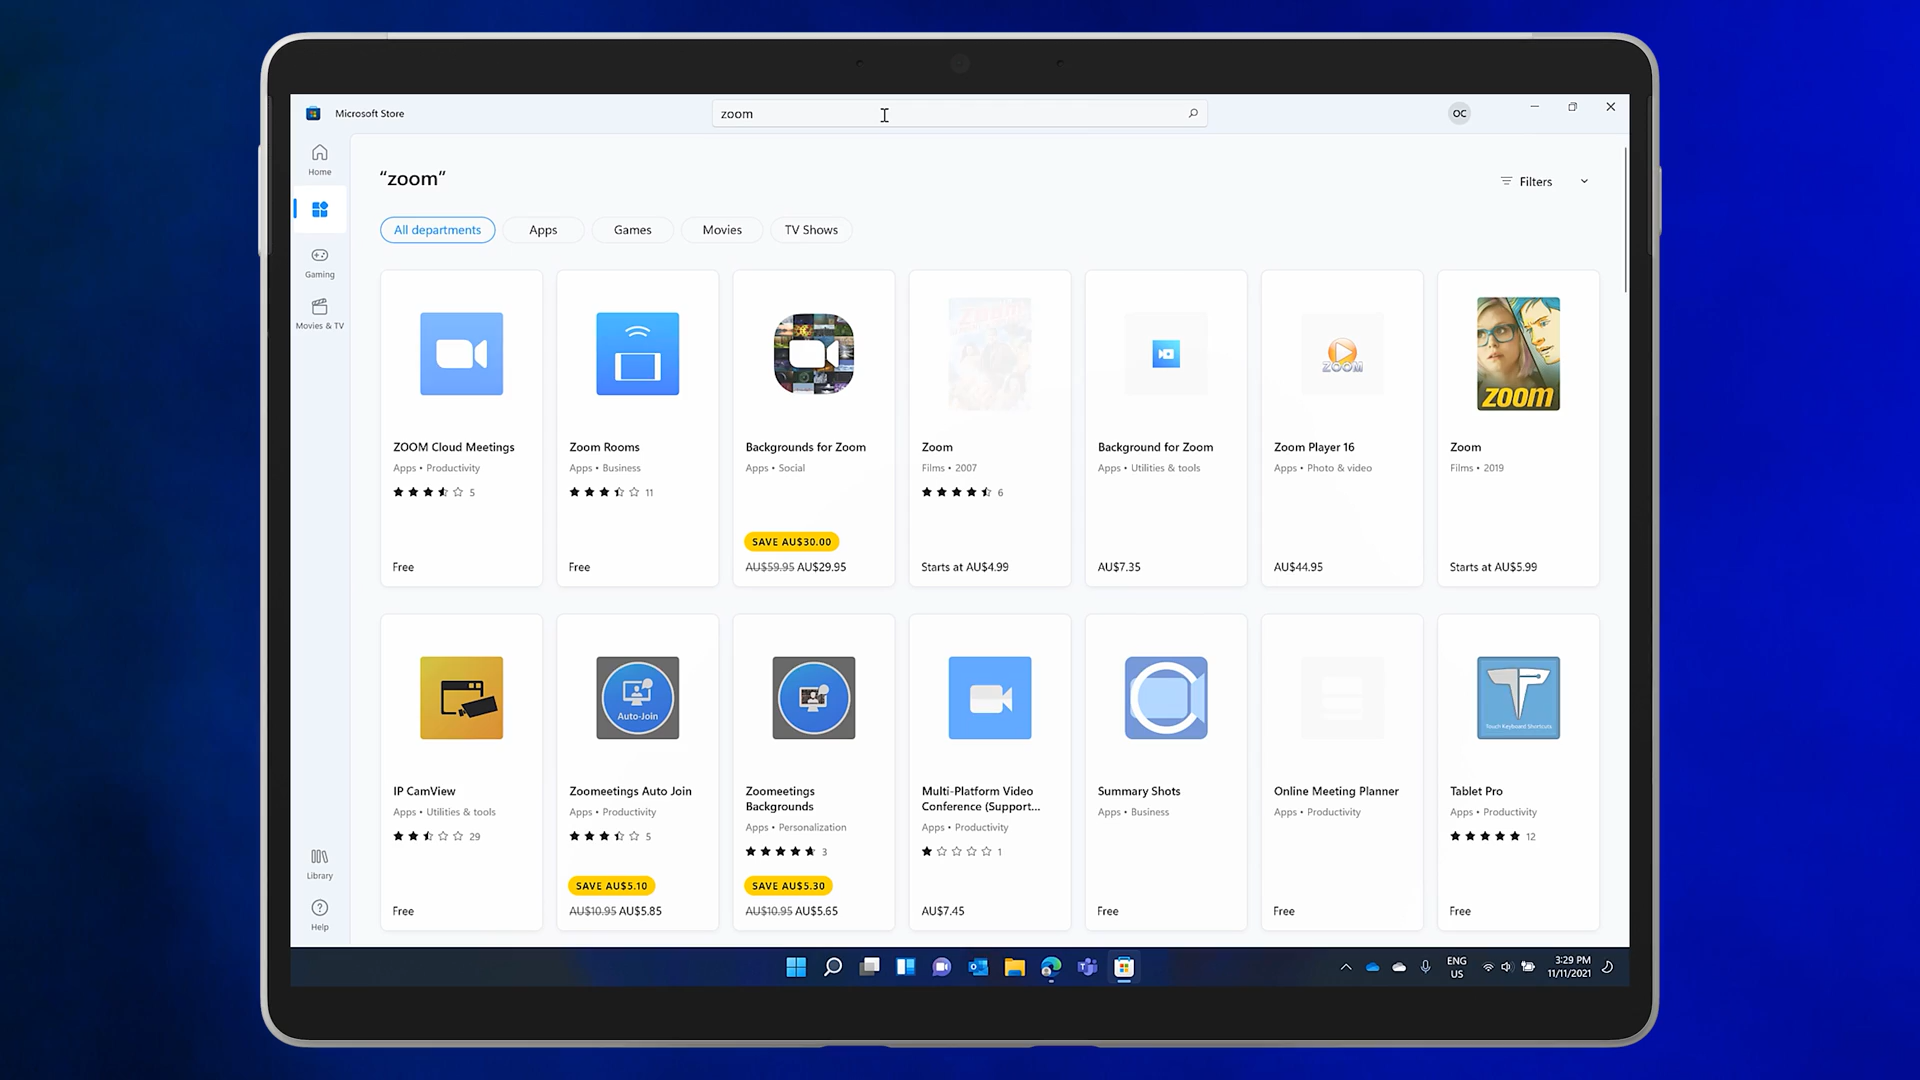 Microsoft Store
zoom
OC
Home
Gaming
Movies & TV
Library
Help
“zoom”
Filters
All departments
Apps
Games
Movies
TV Shows
ZOOM Cloud Meetings
Apps • Productivity
5
Free
Zoom Rooms
Apps • Business
11
Free
Backgrounds for Zoom
Apps • Social
SAVE AU$30.00
AU$59.95 AU$29.95
Zoom
Films • 2007
6
Starts at AU$4.99
Background for Zoom
Apps • Utilities & tools
AU$7.35
ZOOM
Zoom Player 16
Apps • Photo & video
AU$44.95
zoom
Zoom
Films • 2019
Starts at AU$5.99
IP CamView
Apps • Utilities & tools
29
Free
Auto-Join
Zoomeetings Auto Join
Apps • Productivity
5
SAVE AU$5.10
AU$10.95 AU$5.85
Zoomeetings
Backgrounds
Apps • Personalization
3
SAVE AU$5.30
AU$10.95 AU$5.65
Multi-Platform Video
Conference (Support...
Apps • Productivity
1
AU$7.45
Summary Shots
Apps • Business
Free
Online Meeting Planner
Apps • Productivity
Free
Touch Keyboard Shortcuts
Tablet Pro
Apps • Productivity
12
Free
ENG
US
3:29 PM
11/11/2021